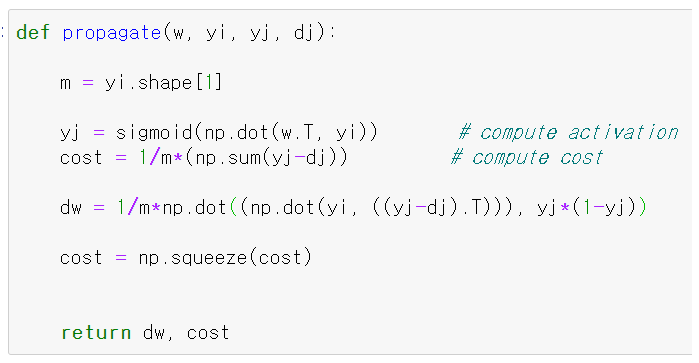 def propagate(w, yi, yj, dj):
m = yi.shape[1]
yj = sigmoid(np.dot(w.T, yi)) # compute activation
cost = 1/m*(np.sum(yj-dj)) # compute cost
dw = 1/m*np.dot((np.dot(yi, ((yj-dj).T))), yj*(1-yj))
cost = np.squeeze(cost)
return dw, cost